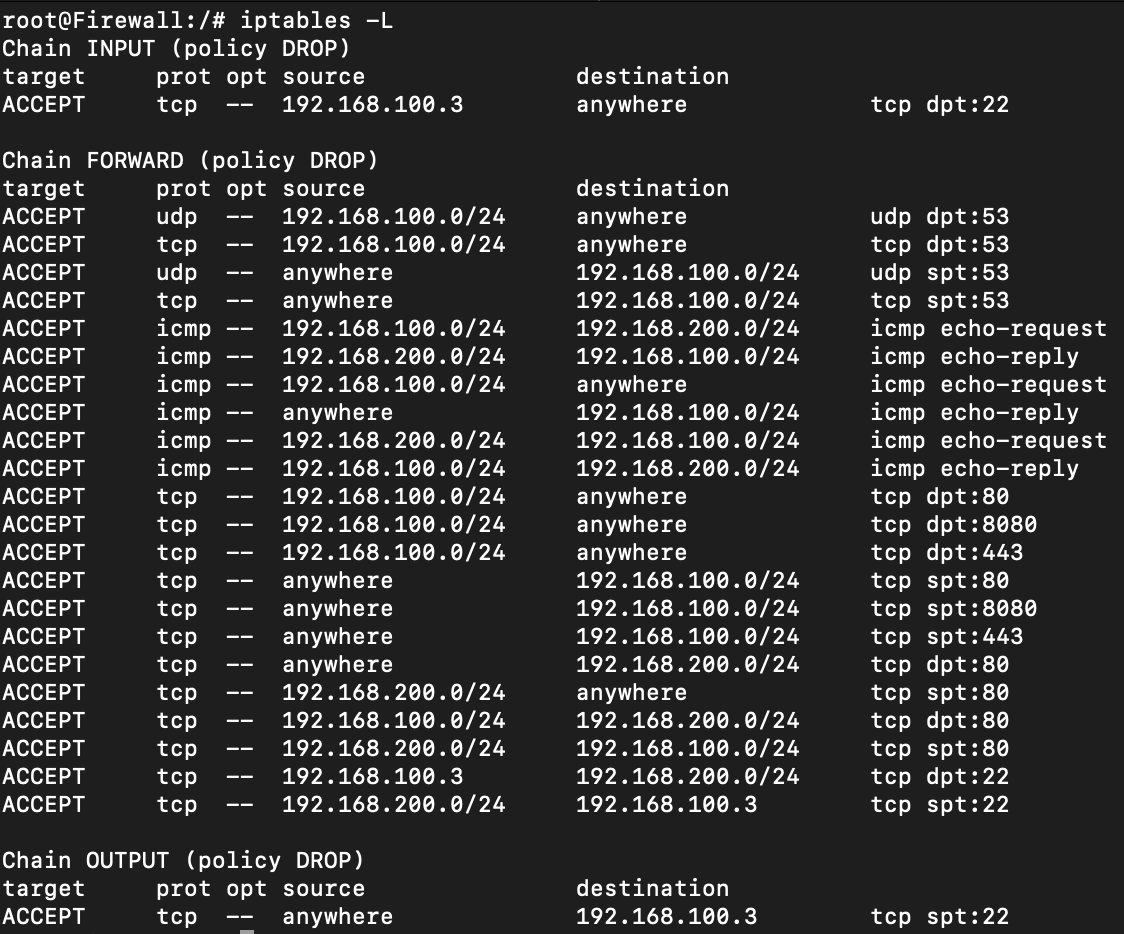 root@Firewall:/# iptables -L
Chain INPUT (policy DROP)
target     prot opt source               destination
ACCEPT     tcp  --  192.168.100.3        anywhere             tcp dpt:22

Chain FORWARD (policy DROP)
target     prot opt source               destination
ACCEPT     udp  --  192.168.100.0/24     anywhere             udp dpt:53
ACCEPT     tcp  --  192.168.100.0/24     anywhere             tcp dpt:53
ACCEPT     udp  --  anywhere             192.168.100.0/24     udp spt:53
ACCEPT     tcp  --  anywhere             192.168.100.0/24     tcp spt:53
ACCEPT     icmp --  192.168.100.0/24     192.168.200.0/24     icmp echo-request
ACCEPT     icmp --  192.168.200.0/24     192.168.100.0/24     icmp echo-reply
ACCEPT     icmp --  192.168.100.0/24     anywhere             icmp echo-request
ACCEPT     icmp --  anywhere             192.168.100.0/24     icmp echo-reply
ACCEPT     icmp --  192.168.200.0/24     192.168.100.0/24     icmp echo-request
ACCEPT     icmp --  192.168.100.0/24     192.168.200.0/24     icmp echo-reply
ACCEPT     tcp  --  192.168.100.0/24     anywhere             tcp dpt:80
ACCEPT     tcp  --  192.168.100.0/24     anywhere             tcp dpt:8080
ACCEPT     tcp  --  192.168.100.0/24     anywhere             tcp dpt:443
ACCEPT     tcp  --  anywhere             192.168.100.0/24     tcp spt:80
ACCEPT     tcp  --  anywhere             192.168.100.0/24     tcp spt:8080
ACCEPT     tcp  --  anywhere             192.168.100.0/24     tcp spt:443
ACCEPT     tcp  --  anywhere             192.168.200.0/24     tcp dpt:80
ACCEPT     tcp  --  192.168.200.0/24     anywhere             tcp spt:80
ACCEPT     tcp  --  192.168.100.0/24     192.168.200.0/24     tcp dpt:80
ACCEPT     tcp  --  192.168.200.0/24     192.168.100.0/24     tcp spt:80
ACCEPT     tcp  --  192.168.100.3        192.168.200.0/24     tcp dpt:22
ACCEPT     tcp  --  192.168.200.0/24     192.168.100.3        tcp spt:22

Chain OUTPUT (policy DROP)
target     prot opt source               destination
ACCEPT     tcp  --  anywhere             192.168.100.3        tcp spt:22